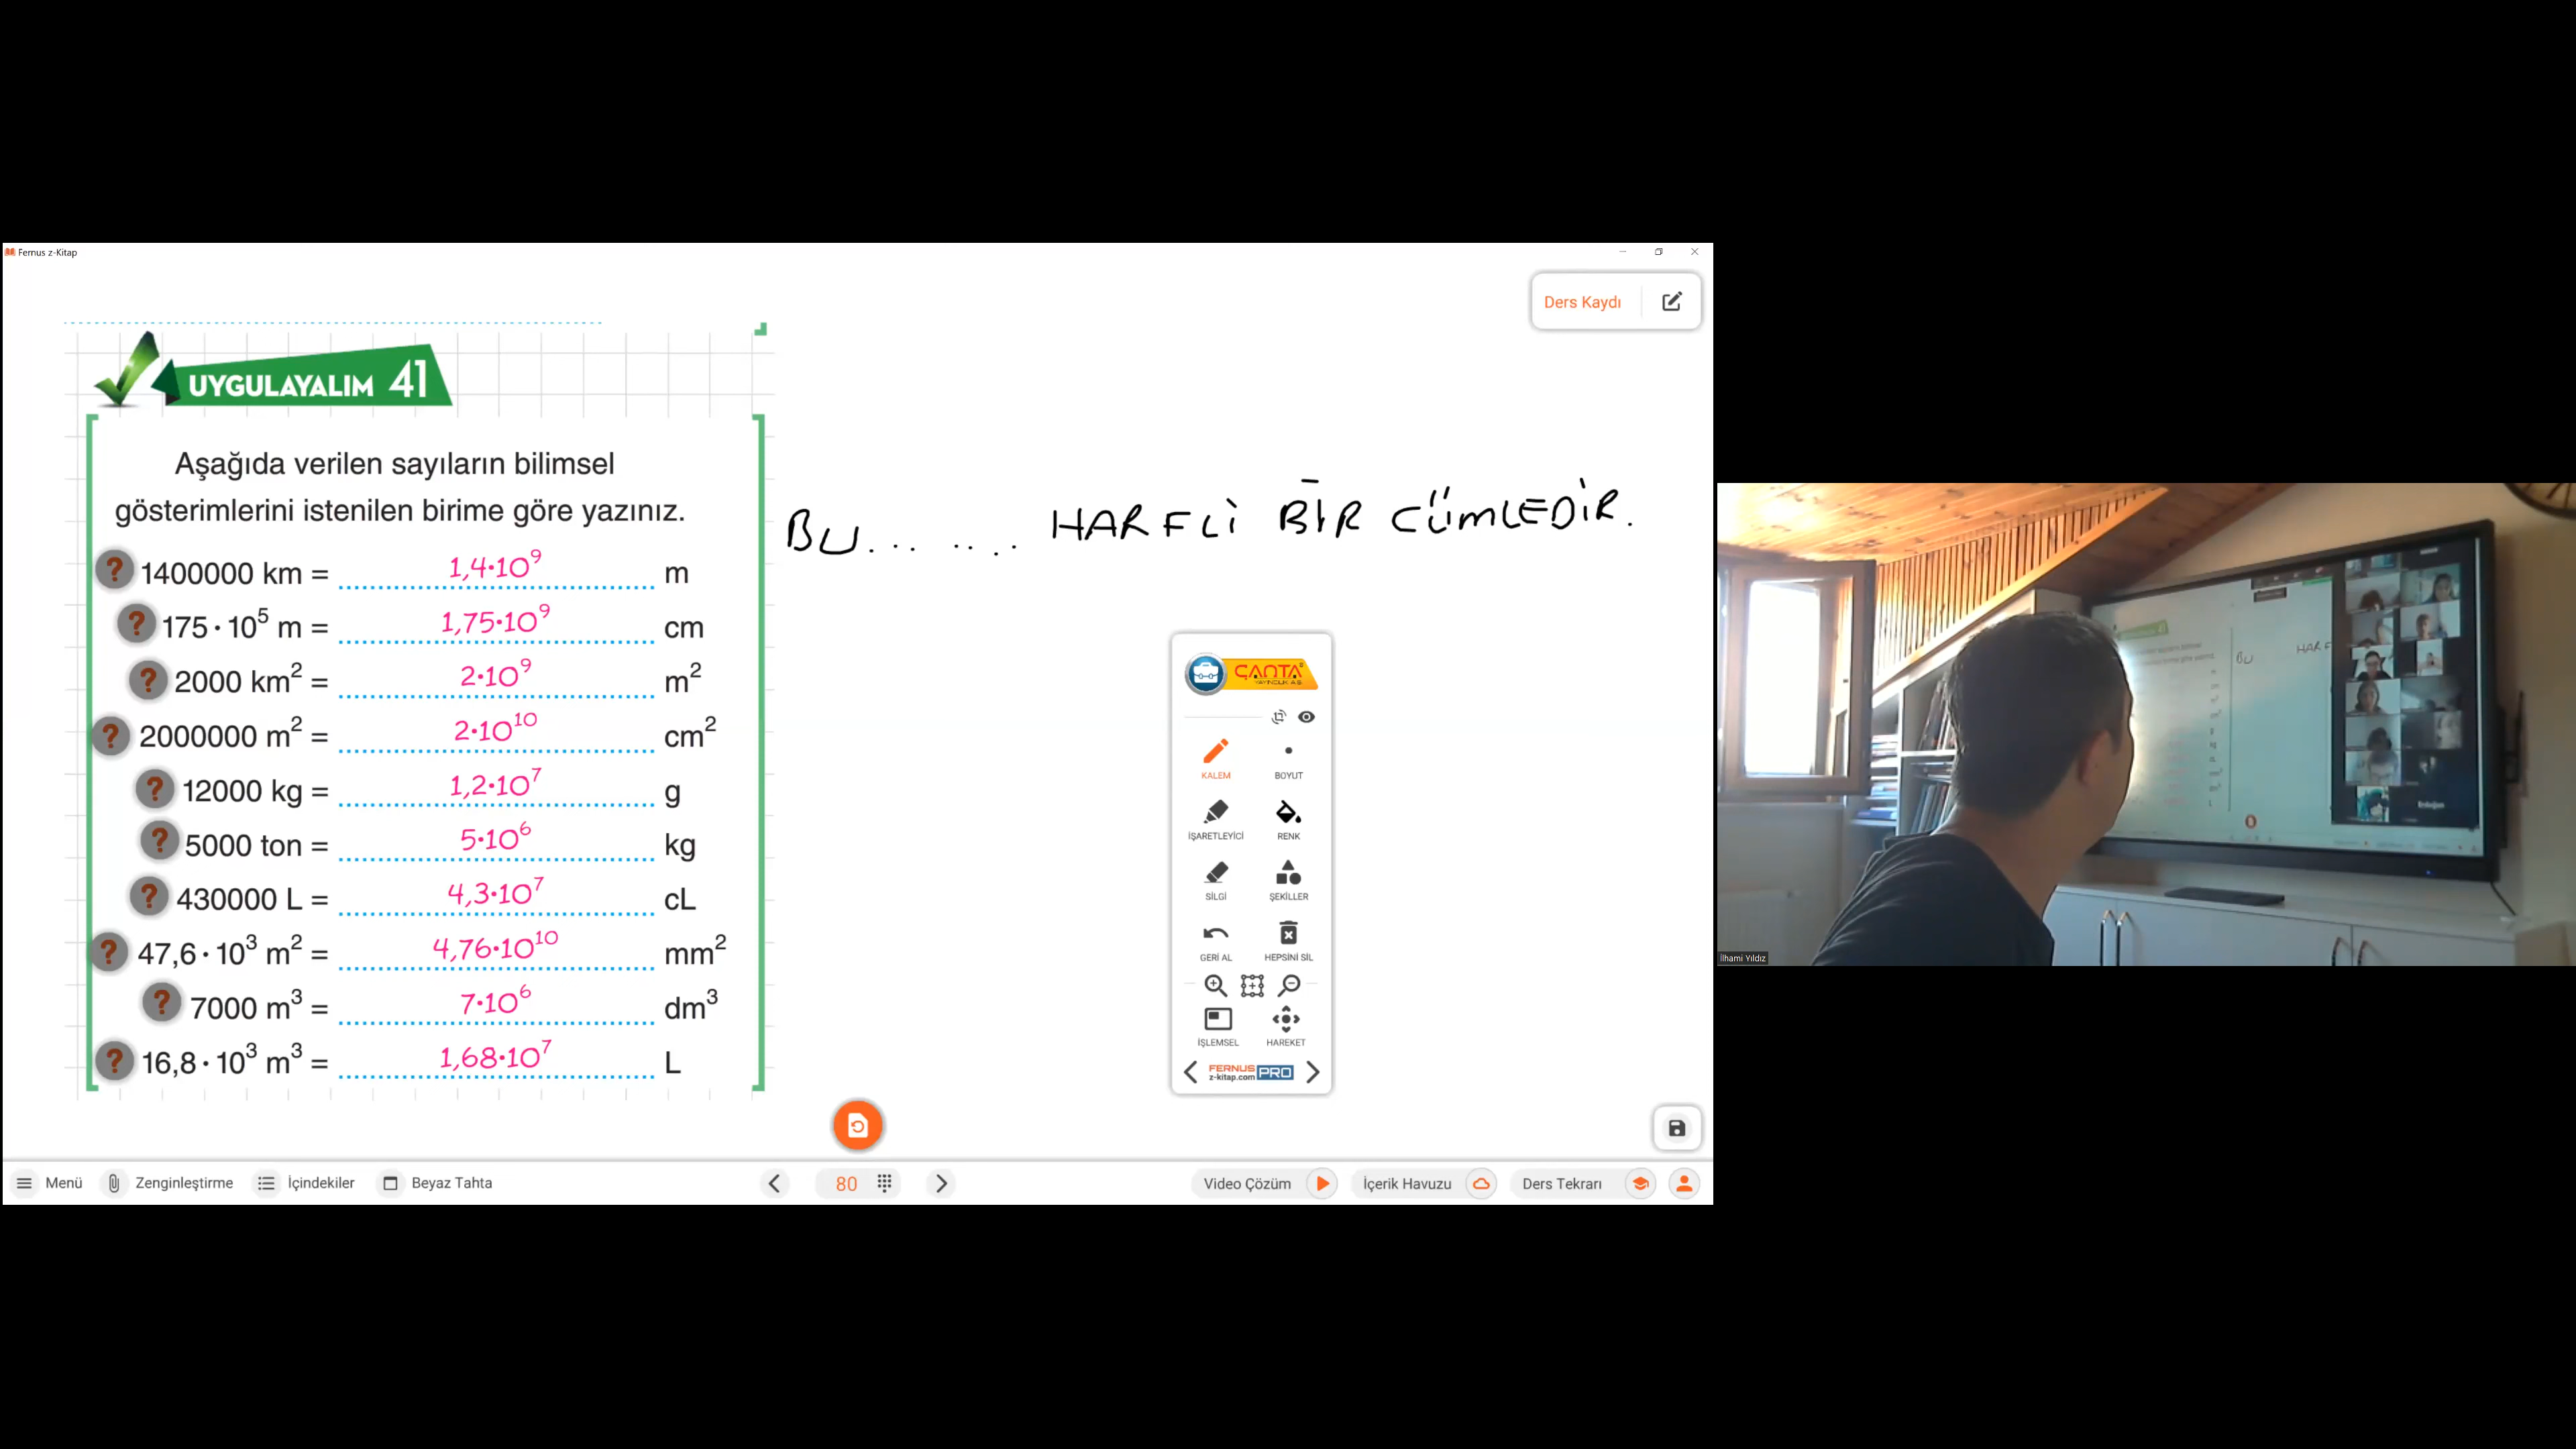 Fernus z-Kitap
Ders Kaydı
UYGULAYALIM 41
Aşağıda verilen sayıların bilimsel
gösterimlerini istenilen birime göre yazınız.
BU....... HARFLİ BİR CÜMLEDİR.
? 1400000 km = 1,4·10⁹ m
? 175·10⁵ m = 1,75·10⁹ cm
? 2000 km² = 2·10⁹ m²
? 2000000 m² = 2·10¹⁰ cm²
? 12000 kg = 1,2·10⁷ g
? 5000 ton = 5·10⁶ kg
? 430000 L = 4,3·10⁷ cL
? 47,6·10³ m² = 4,76·10¹⁰ mm²
? 7000 m³ = 7·10⁶ dm³
? 16,8·10³ m³ = 1,68·10⁷ L
ÇANTA
YAYINCILIK A.Ş.
KALEM BOYUT
İŞARETLEYİCİ RENK
SİLGİ ŞEKİLLER
GERİ AL HEPSİNİ SİL
İŞLEMSEL HAREKET
FERNUS
z-kitap.com PRO
Menü Zenginleştirme İçindekiler Beyaz Tahta 80 Video Çözüm İçerik Havuzu Ders Tekrarı
BU HARF
Erdoğan
İlhami Yıldız